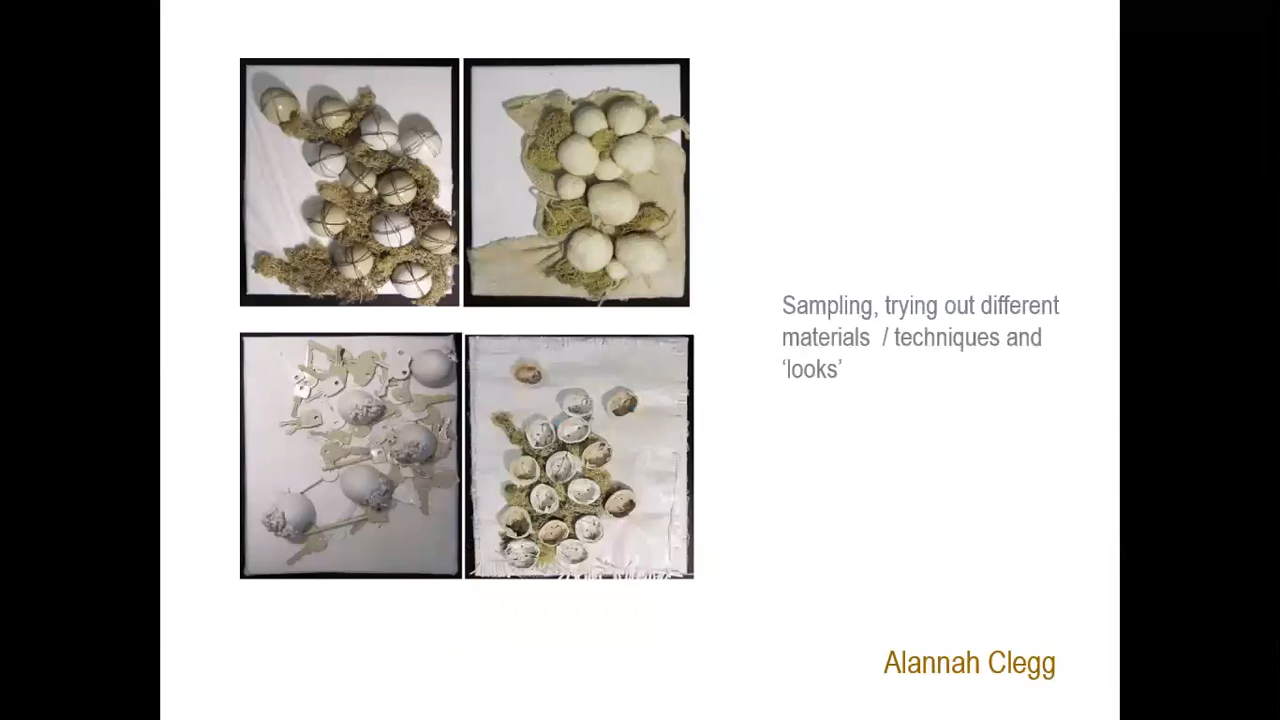 Sampling, trying out different
materials  / techniques and
‘looks’
Alannah Clegg